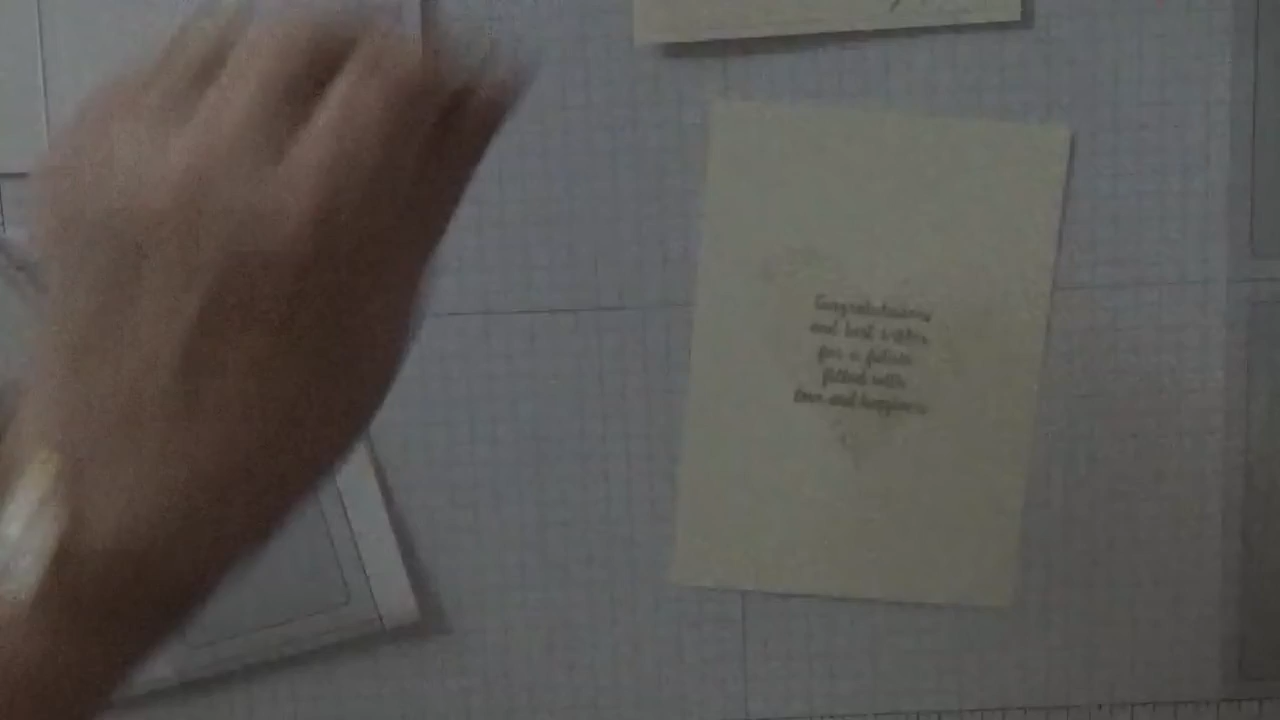 Congratulations
and best wishes
for a future
filled with
love and happiness